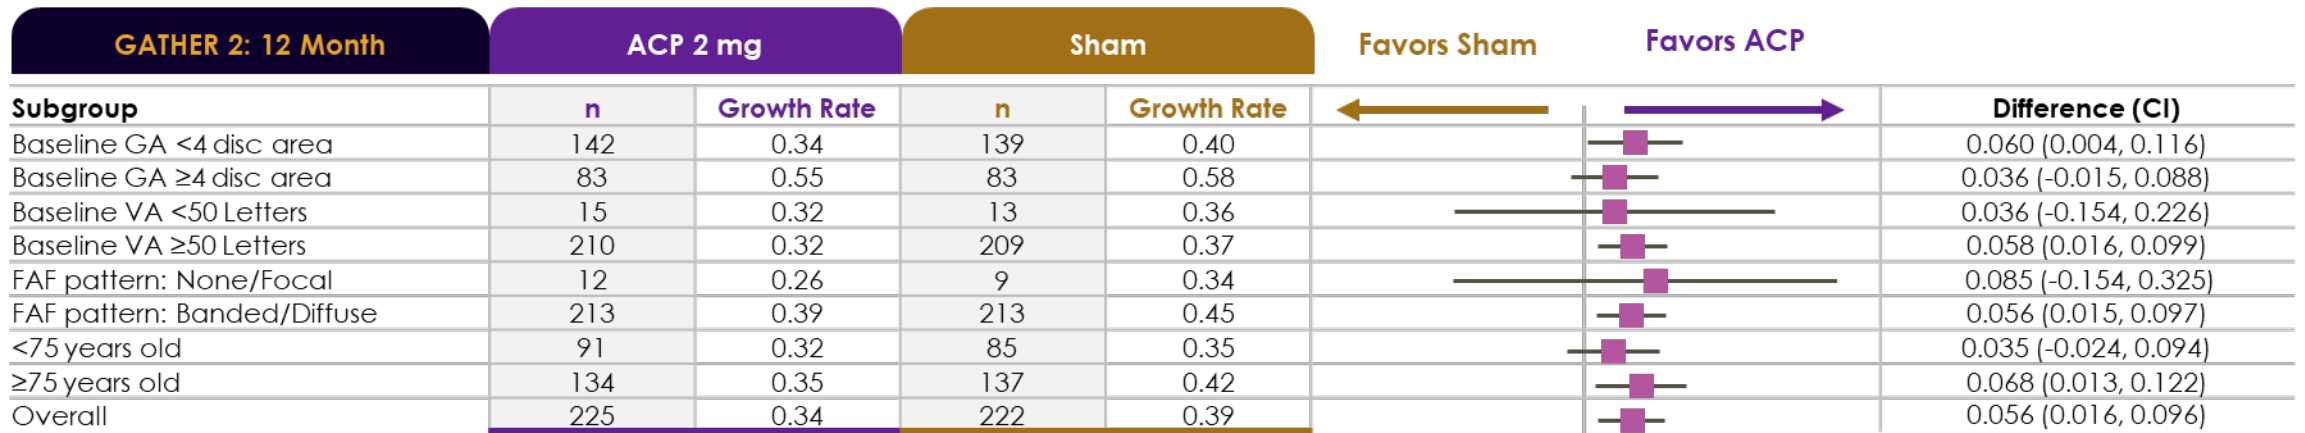 GATHER 2: 12 Month ACP 2 mg Sham Favors Sham Favors ACP
Subgroup n Growth Rate n Growth Rate Difference (CI)
Baseline GA <4 disc area 142 0.34 139 0.40 0.060 (0.004, 0.116)
Baseline GA ≥4 disc area 83 0.55 83 0.58 0.036 (-0.015, 0.088)
Baseline VA <50 Letters 15 0.32 13 0.36 0.036 (-0.154, 0.226)
Baseline VA ≥50 Letters 210 0.32 209 0.37 0.058 (0.016, 0.099)
FAF pattern: None/Focal 12 0.26 9 0.34 0.085 (-0.154, 0.325)
FAF pattern: Banded/Diffuse 213 0.39 213 0.45 0.056 (0.015, 0.097)
<75 years old 91 0.32 85 0.35 0.035 (-0.024, 0.094)
≥75 years old 134 0.35 137 0.42 0.068 (0.013, 0.122)
Overall 225 0.34 222 0.39 0.056 (0.016, 0.096)